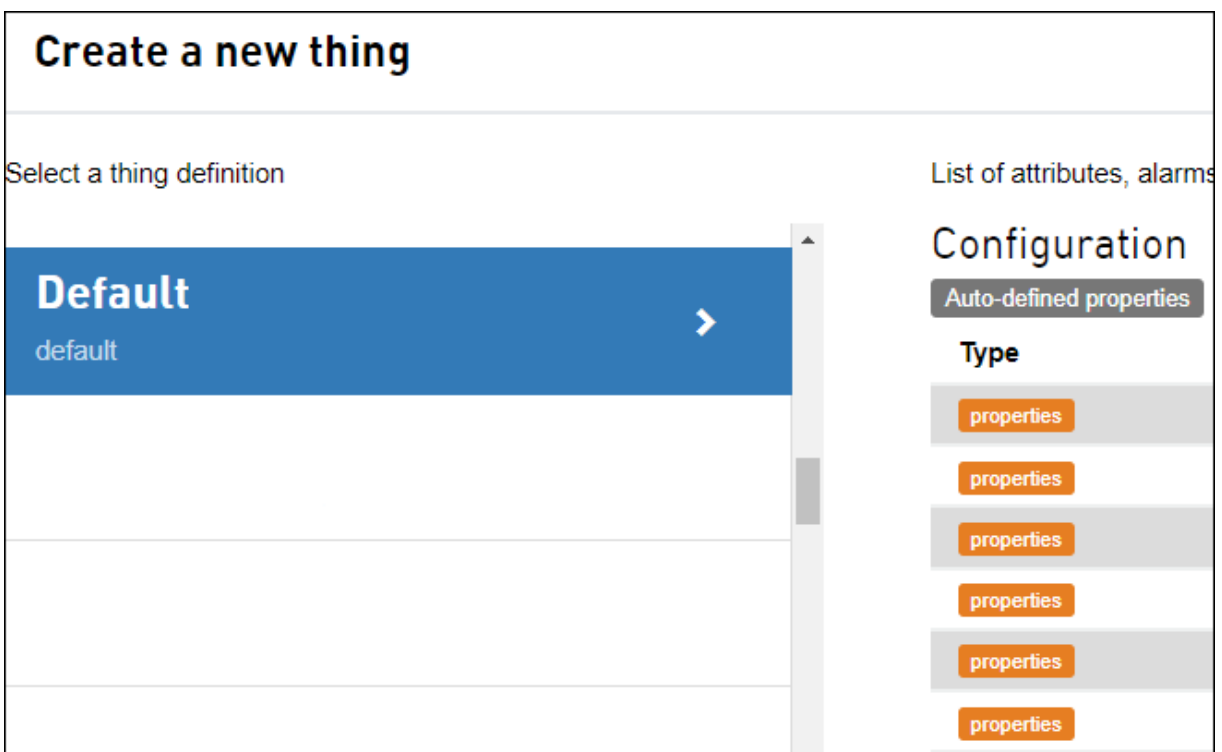 Create a new thing
Select a thing definition
Default
default
List of attributes, alarms
Configuration
Auto-defined properties
Type
properties
properties
properties
properties
properties
properties